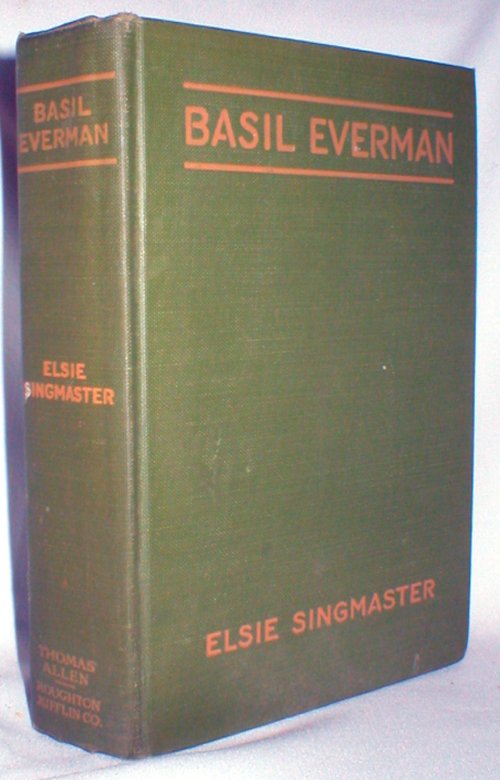 BASIL
EVERMAN
ELSIE
SINGMASTER
THOMAS
ALLEN
HOUGHTON
MIFFLIN CO.
BASIL EVERMAN
ELSIE SINGMASTER